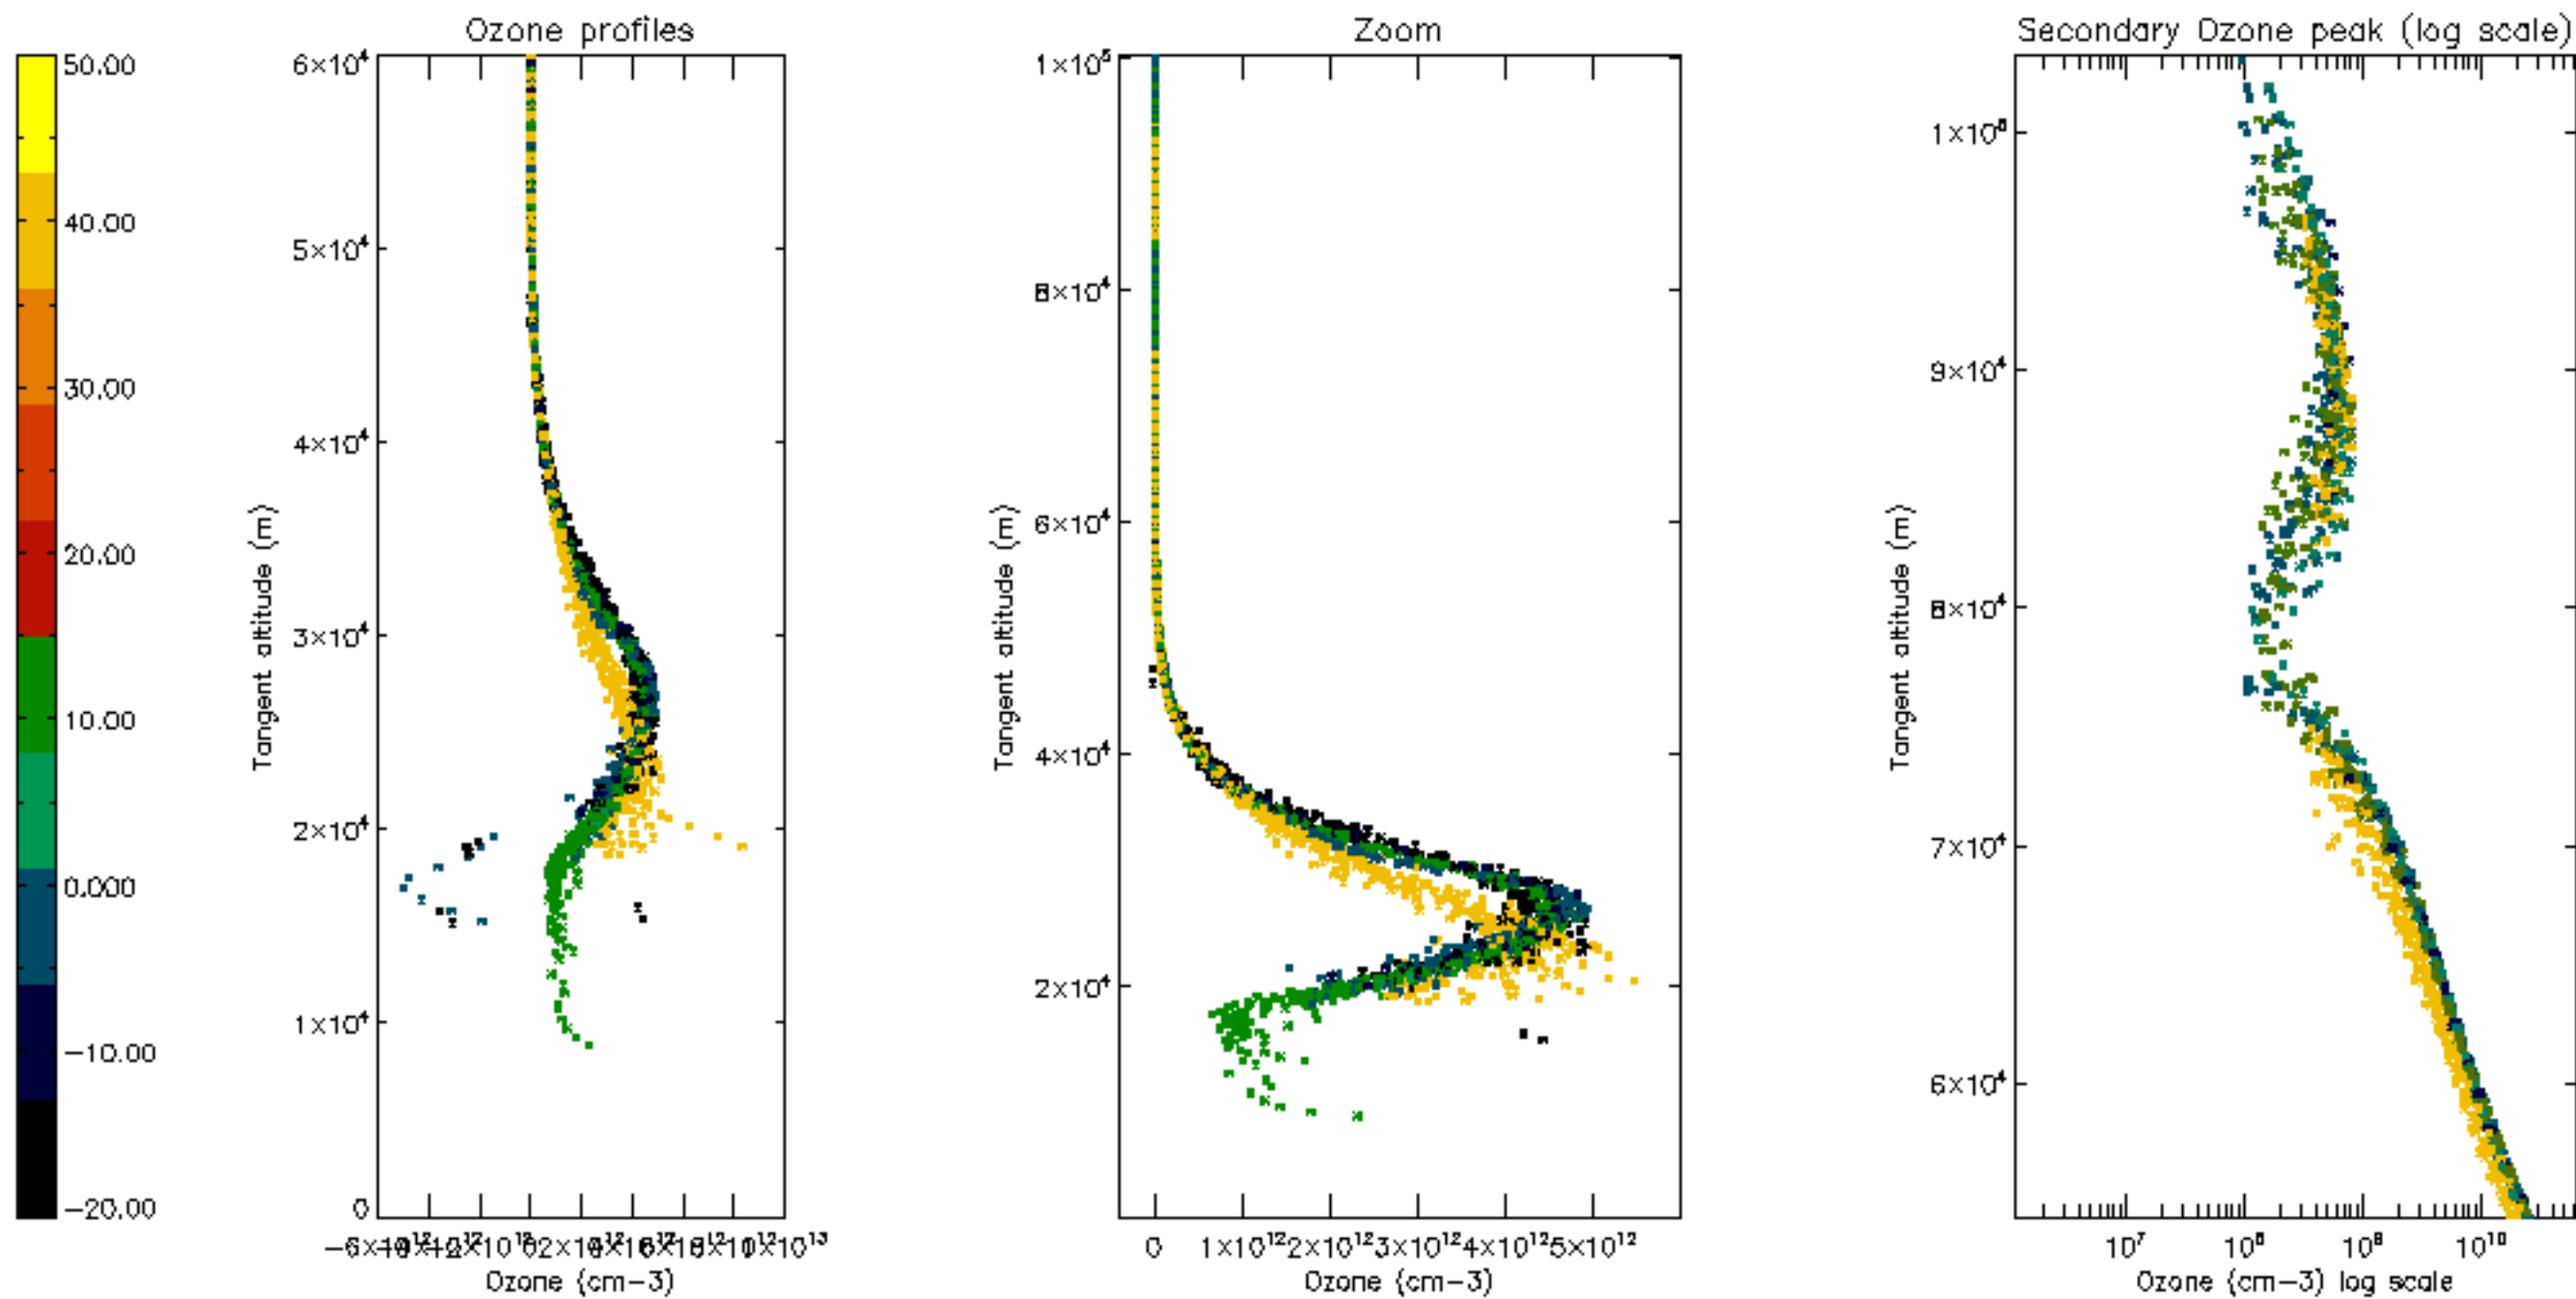 Ozone profiles
Zoom
Secondary Ozone peak (log scale)
50.00
40.00
30.00
20.00
10.00
0.000
-10.00
-20.00
Tangent altitude (m)
6×10⁴
5×10⁴
4×10⁴
3×10⁴
2×10⁴
1×10⁴
0
Ozone (cm-3)
Tangent altitude (m)
1×10⁵
8×10⁴
6×10⁴
4×10⁴
2×10⁴
0 1×10¹² 2×10¹² 3×10¹² 4×10¹² 5×10¹²
Ozone (cm-3)
Tangent altitude (m)
9×10⁴
8×10⁴
7×10⁴
6×10⁴
10⁷ 10⁸ 10⁹ 10¹⁰
Ozone (cm-3) log scale